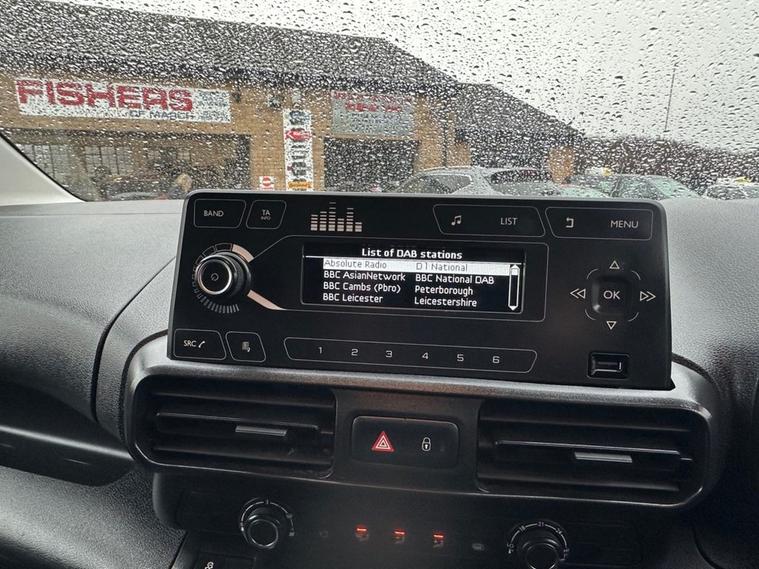 FISHERS
OF MARCH
BAND
TA
INFO
LIST
MENU
List of DAB stations
Absolute Radio D1 National
BBC AsianNetwork BBC National DAB
BBC Cambs (Pbro) Peterborough
BBC Leicester Leicestershire
OK
SRC
1 2 3 4 5 6